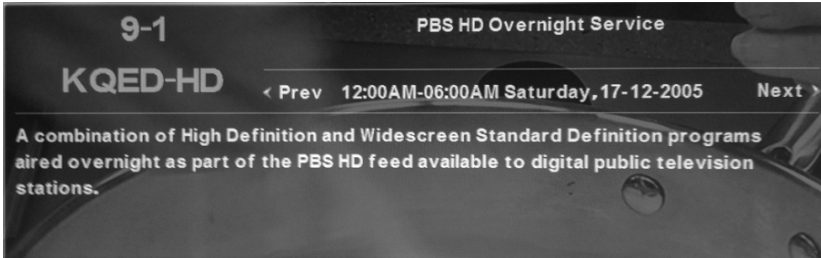 9-1
PBS HD Overnight Service
KQED-HD
< Prev 12:00AM-06:00AM Saturday,17-12-2005 Next >
A combination of High Definition and Widescreen Standard Definition programs
aired overnight as part of the PBS HD feed available to digital public television
stations.